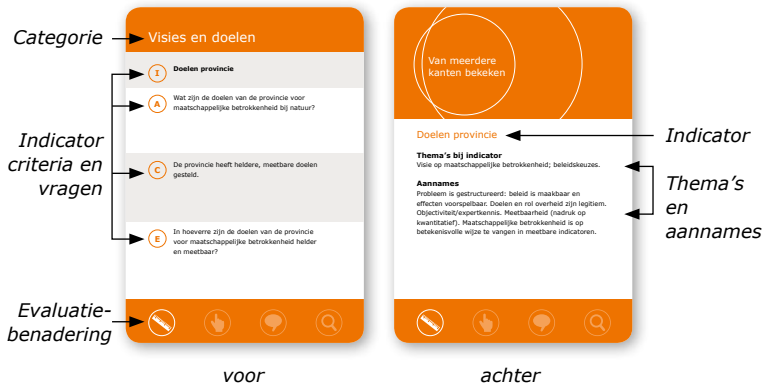 Categorie
Indicator
criteria en
vragen
Evaluatie-
benadering
Visies en doelen
I
Doelen provincie
A
Wat zijn de doelen van de provincie voor
maatschappelijke betrokkenheid bij natuur?
C
De provincie heeft heldere, meetbare doelen
gesteld.
E
In hoeverre zijn de doelen van de provincie
voor maatschappelijke betrokkenheid helder
en meetbaar?
voor
Van meerdere
kanten bekeken
Doelen provincie
Thema's bij indicator
Visie op maatschappelijke betrokkenheid; beleidskeuzes.
Aannames
Probleem is gestructureerd: beleid is maakbaar en
effecten voorspelbaar. Doelen en rol overheid zijn legitiem.
Objectiviteit/expertkennis. Meetbaarheid (nadruk op
kwantitatief). Maatschappelijke betrokkenheid is op
betekenisvolle wijze te vangen in meetbare indicatoren.
achter
Indicator
Thema's
en
aannames